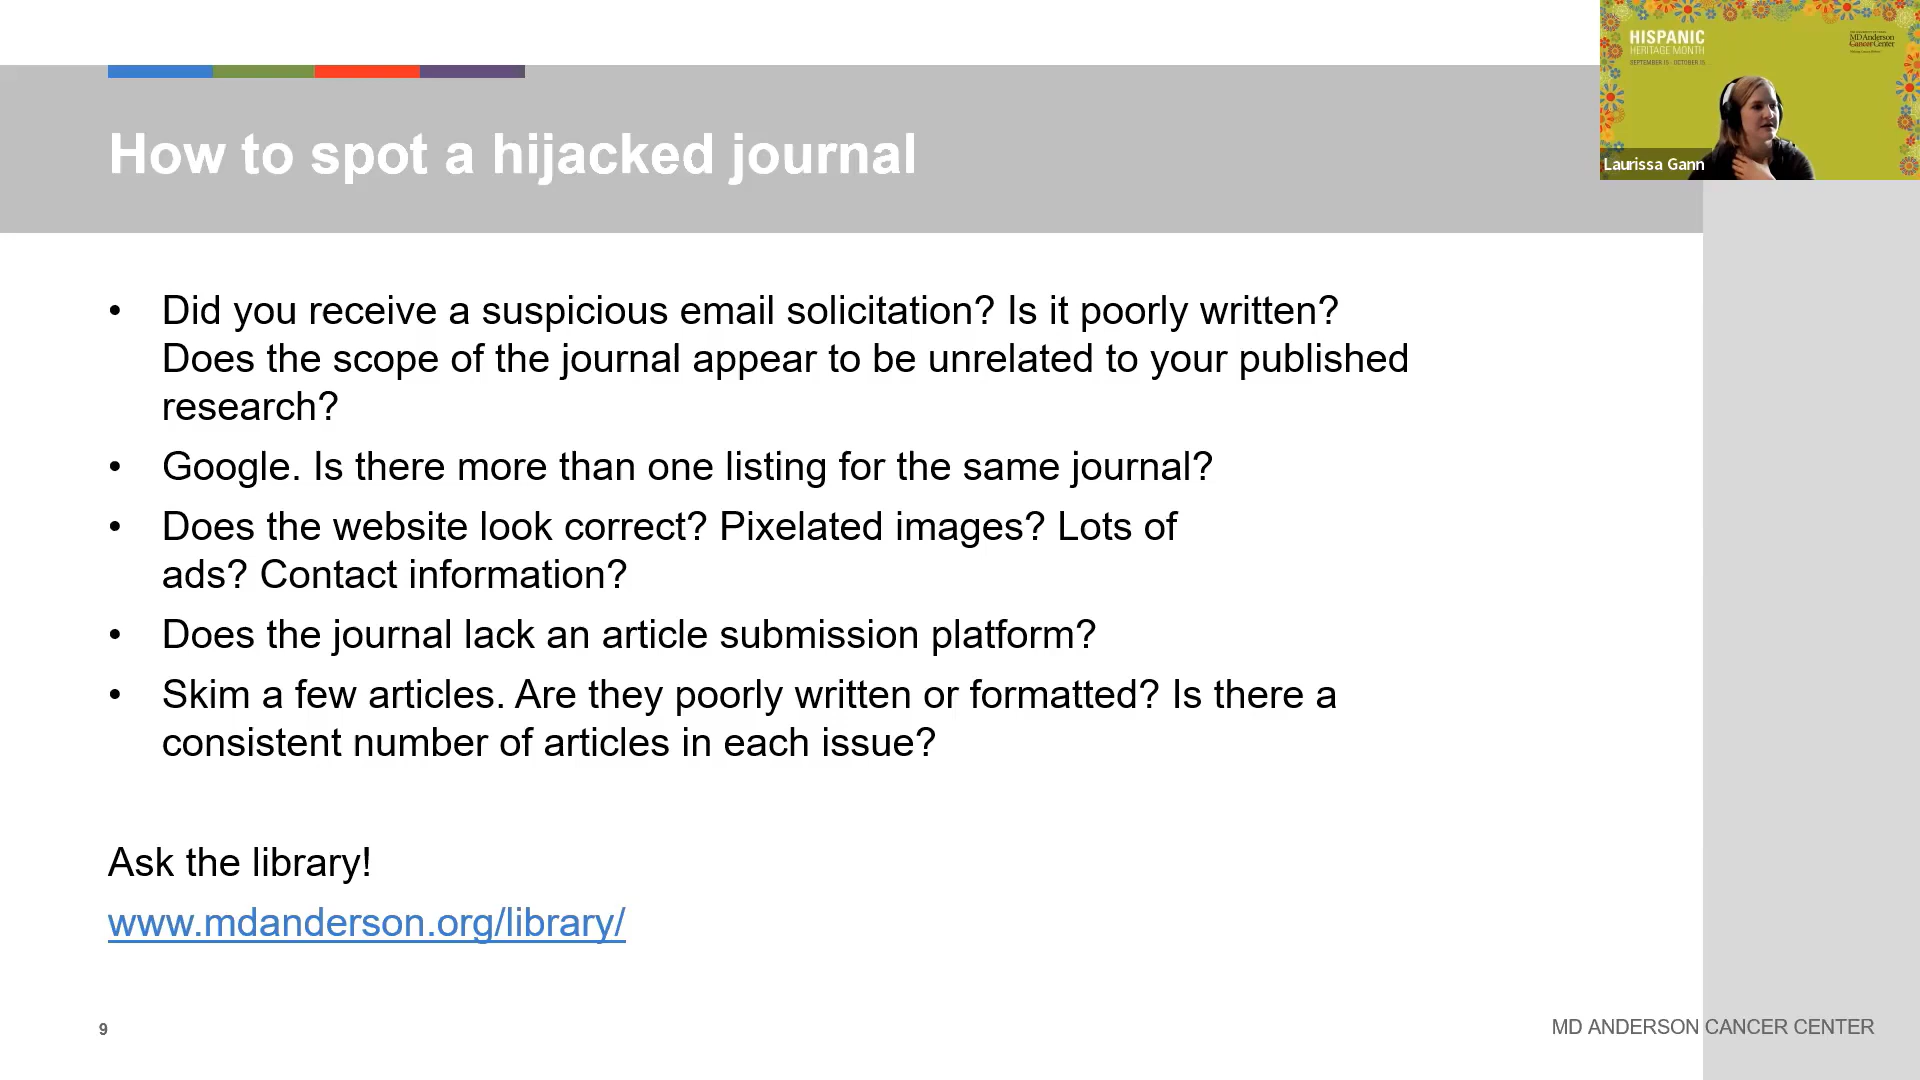 HISPANIC
HERITAGE MONTH
SEPTEMBER 15 - OCTOBER 15
MD Anderson
Cancer Center
Laurissa Gann
How to spot a hijacked journal
• Did you receive a suspicious email solicitation? Is it poorly written?
Does the scope of the journal appear to be unrelated to your published
research?
• Google. Is there more than one listing for the same journal?
• Does the website look correct? Pixelated images? Lots of
ads? Contact information?
• Does the journal lack an article submission platform?
• Skim a few articles. Are they poorly written or formatted? Is there a
consistent number of articles in each issue?
Ask the library!
www.mdanderson.org/library/
9
MD ANDERSON CANCER CENTER